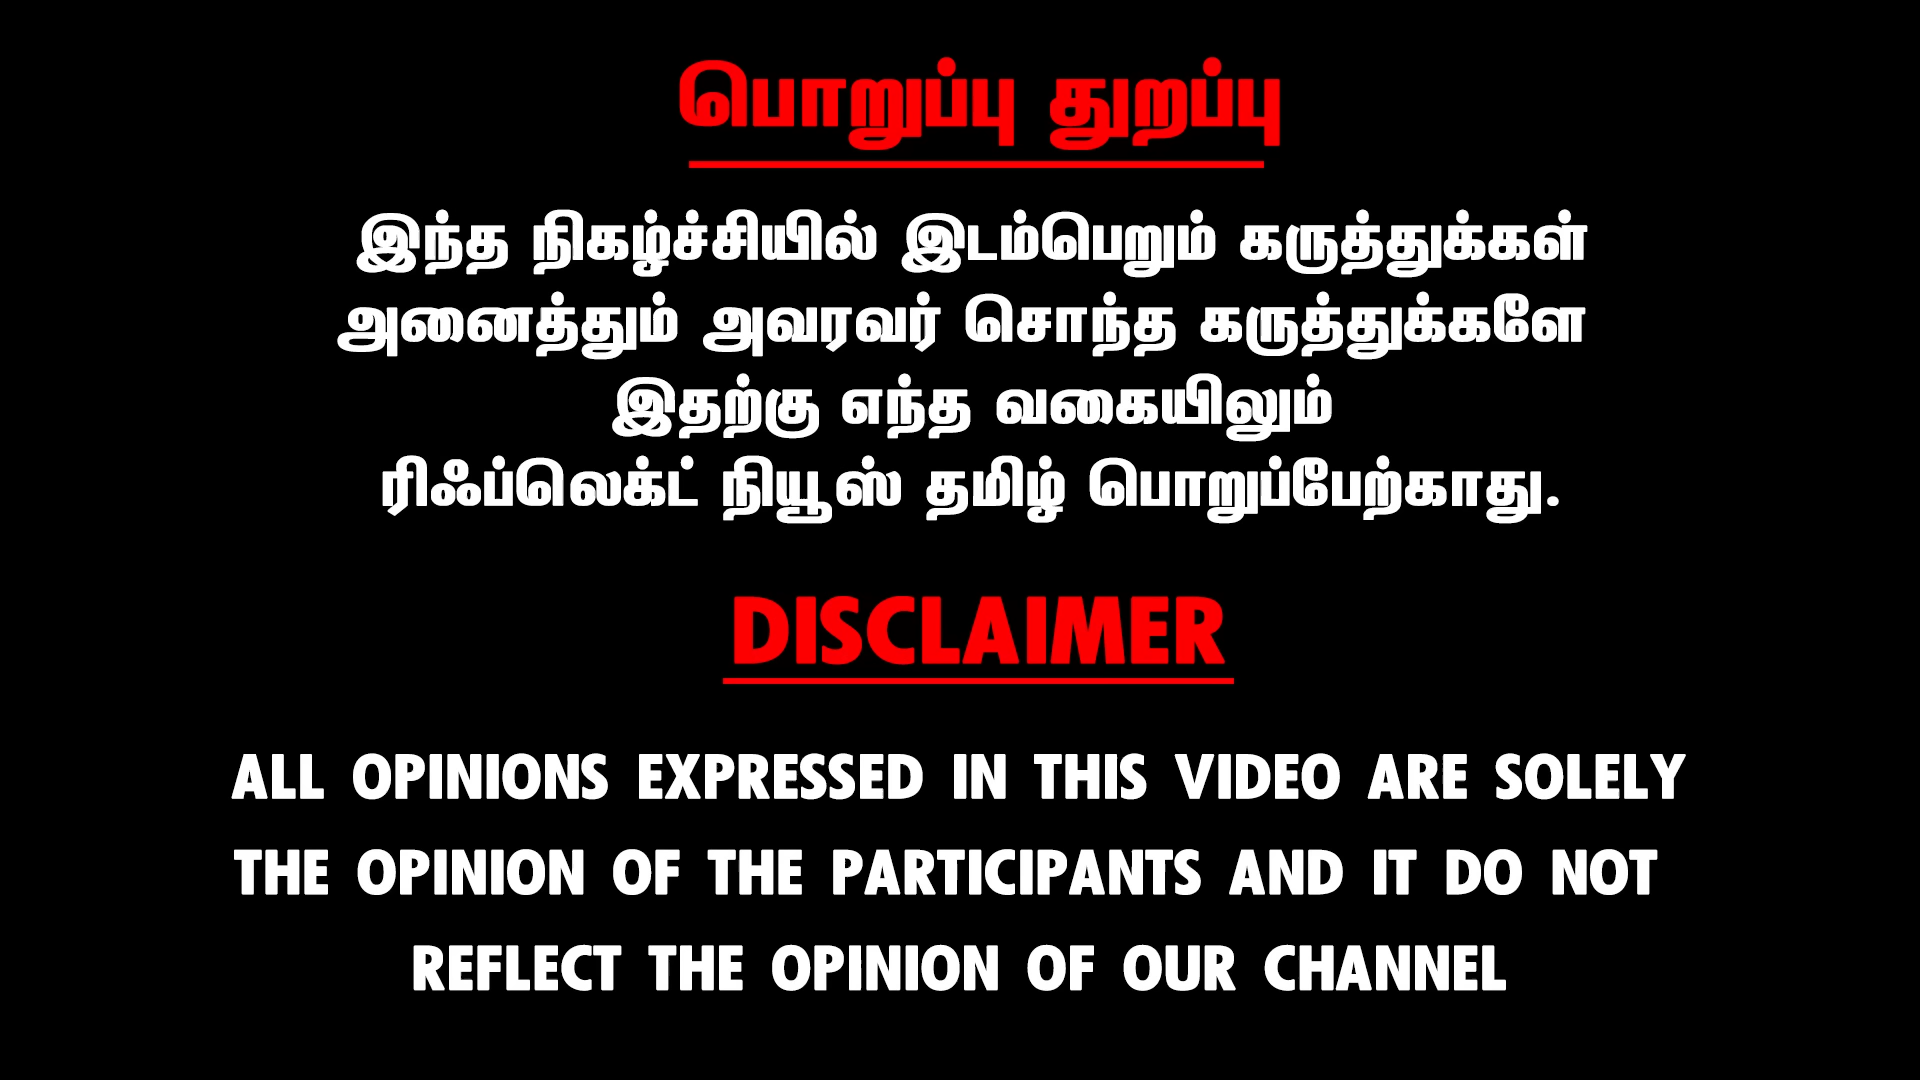 பொறுப்பு துறப்பு
இந்த நிகழ்ச்சியில் இடம்பெறும் கருத்துக்கள்
அனைத்தும் அவரவர் சொந்த கருத்துக்களே
இதற்கு எந்த வகையிலும்
ரிஃப்லெக்ட் நியூஸ் தமிழ் பொறுப்பேற்காது.
DISCLAIMER
ALL OPINIONS EXPRESSED IN THIS VIDEO ARE SOLELY
THE OPINION OF THE PARTICIPANTS AND IT DO NOT
REFLECT THE OPINION OF OUR CHANNEL